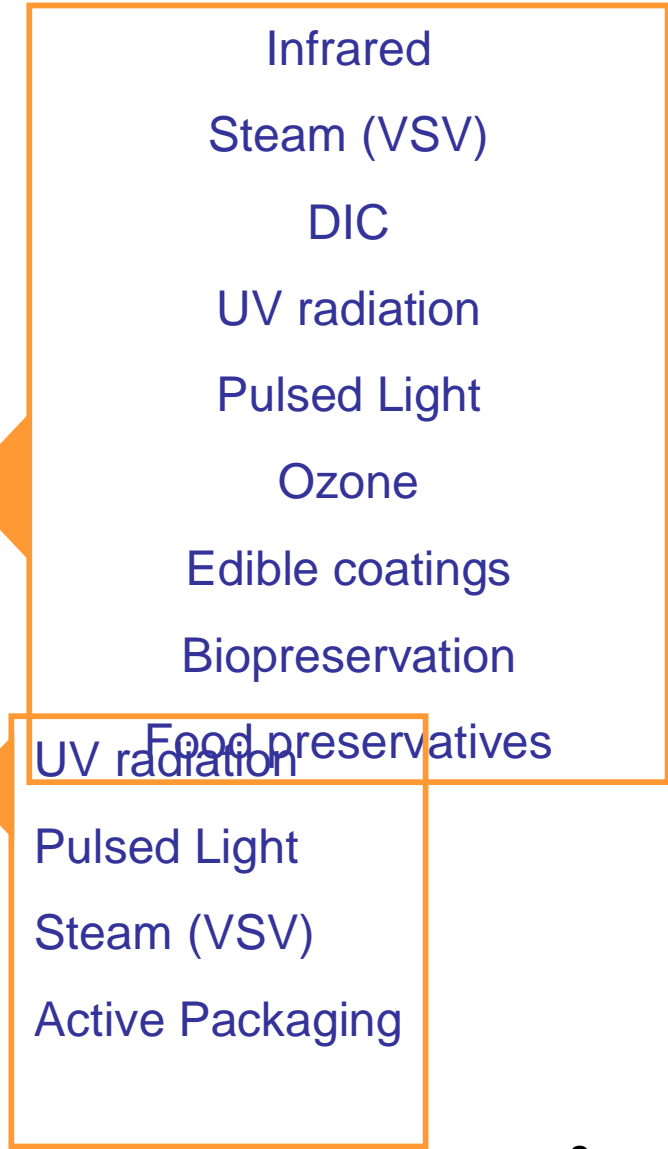 Infrared
Steam (VSV)
DIC
UV radiation
Pulsed Light
Ozone
Edible coatings
Biopreservation
Food preservatives
UV radiation
Pulsed Light
Steam (VSV)
Active Packaging